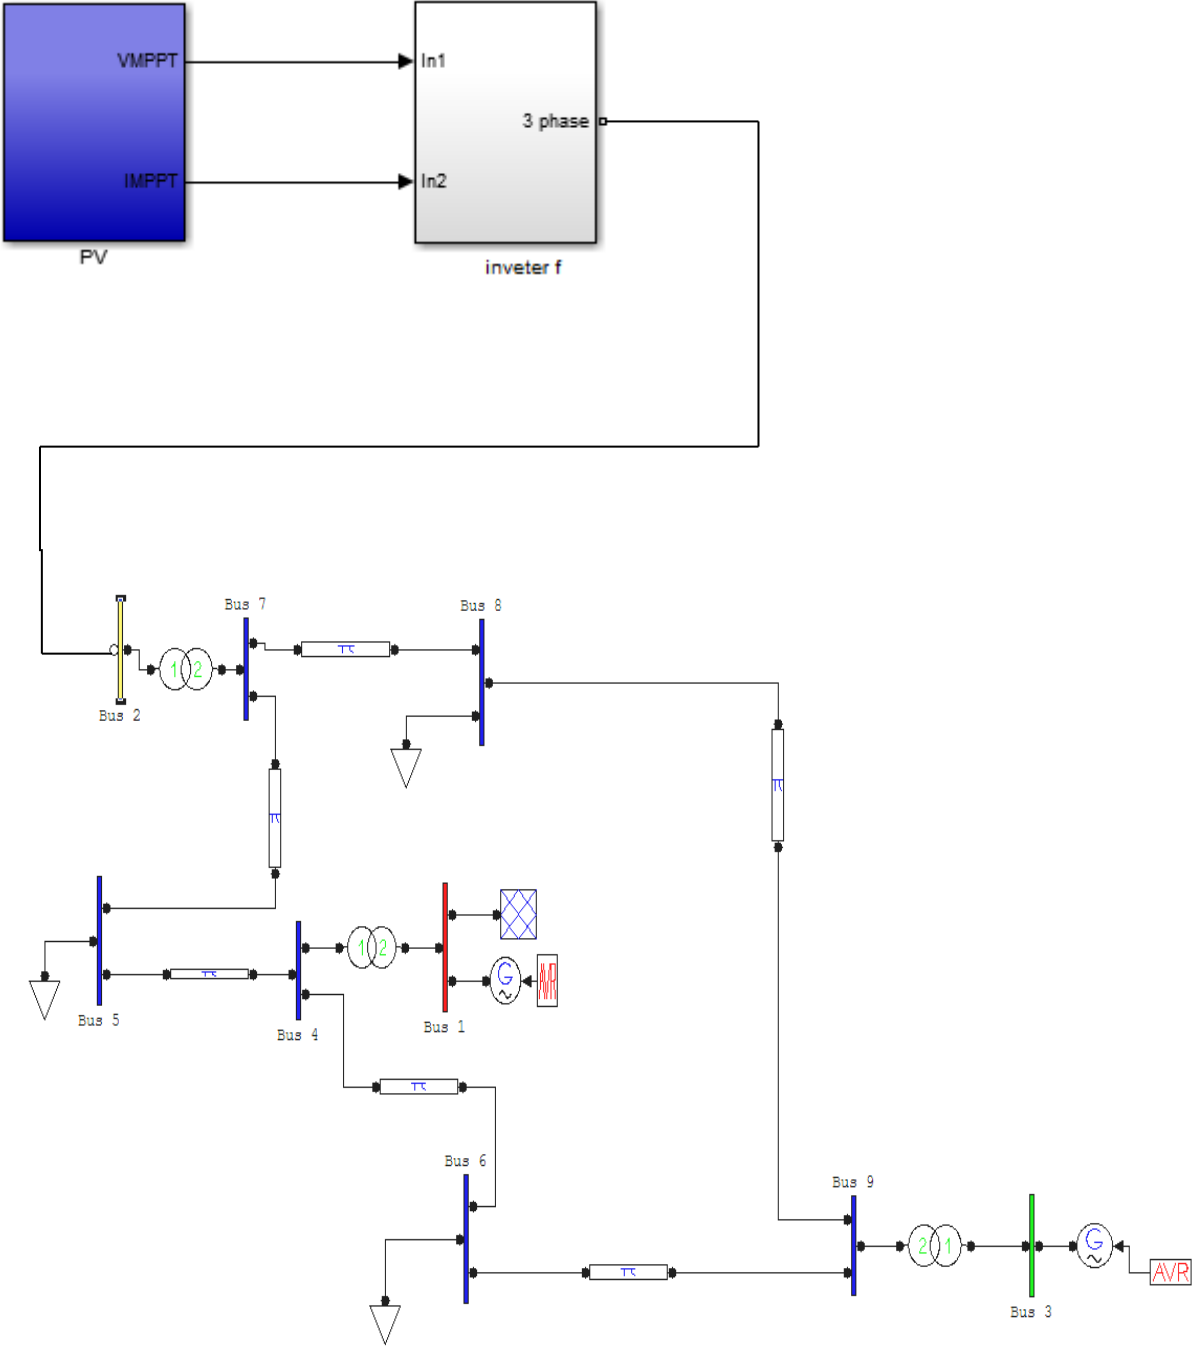 VMPPT
IMPPT
PV
In1
In2
3 phase
inveter f
Bus 7
Bus 8
π
1 2
Bus 2
π
π
π
1 2
G
~
AVR
Bus 5
Bus 4
Bus 1
π
Bus 6
Bus 9
2 1
G
~
π
AVR
Bus 3